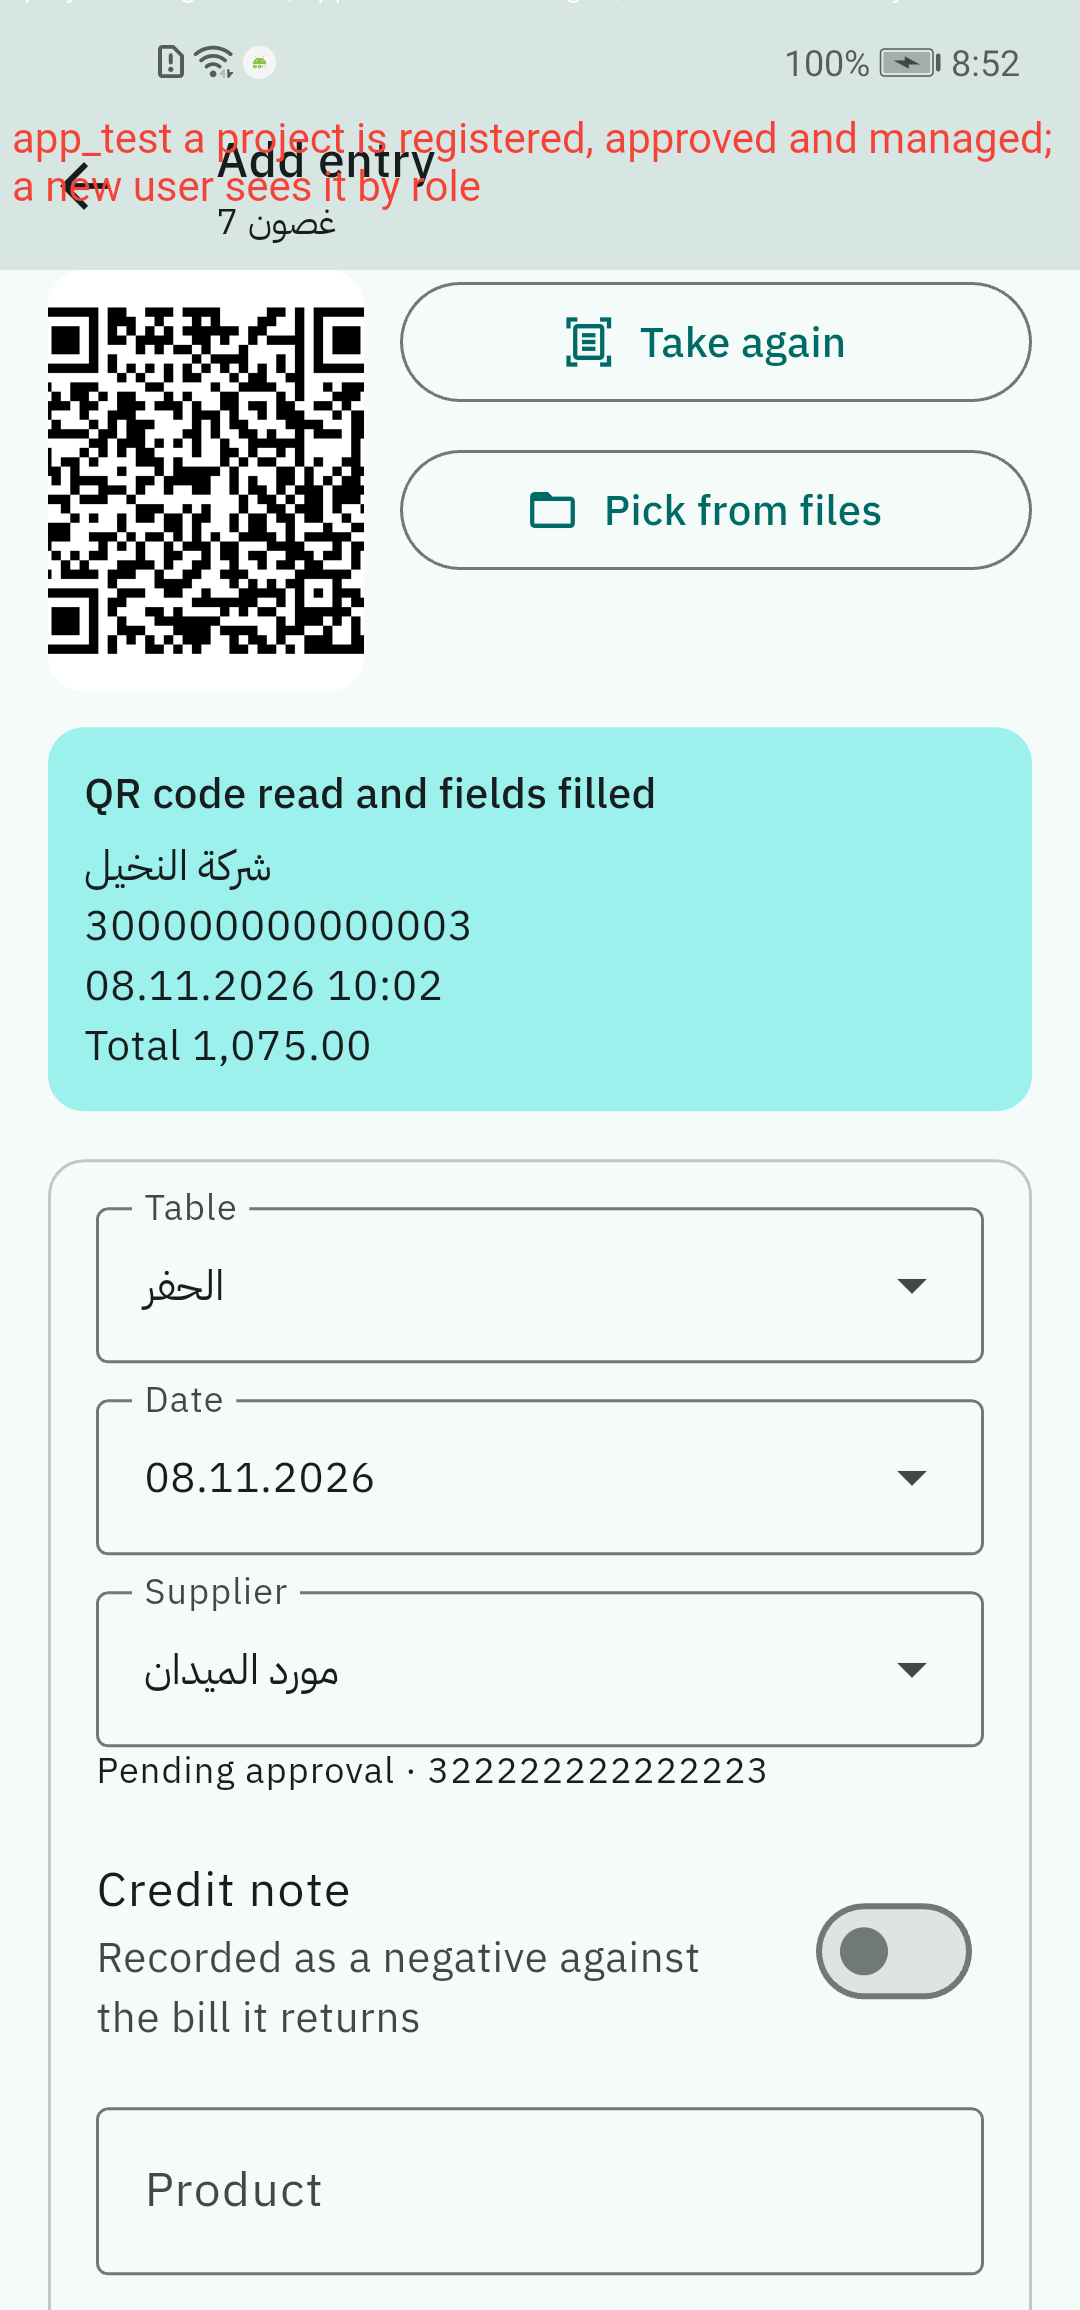 100% 8:52
app_test a project is registered, approved and managed;
a new user sees it by role
Add entry
غصون 7
Take again
Pick from files
QR code read and fields filled
شركة النخيل
300000000000003
08.11.2026 10:02
Total 1,075.00
Table
الحفر
Date
08.11.2026
Supplier
مورد الميدان
Pending approval · 322222222222223
Credit note
Recorded as a negative against
the bill it returns
Product